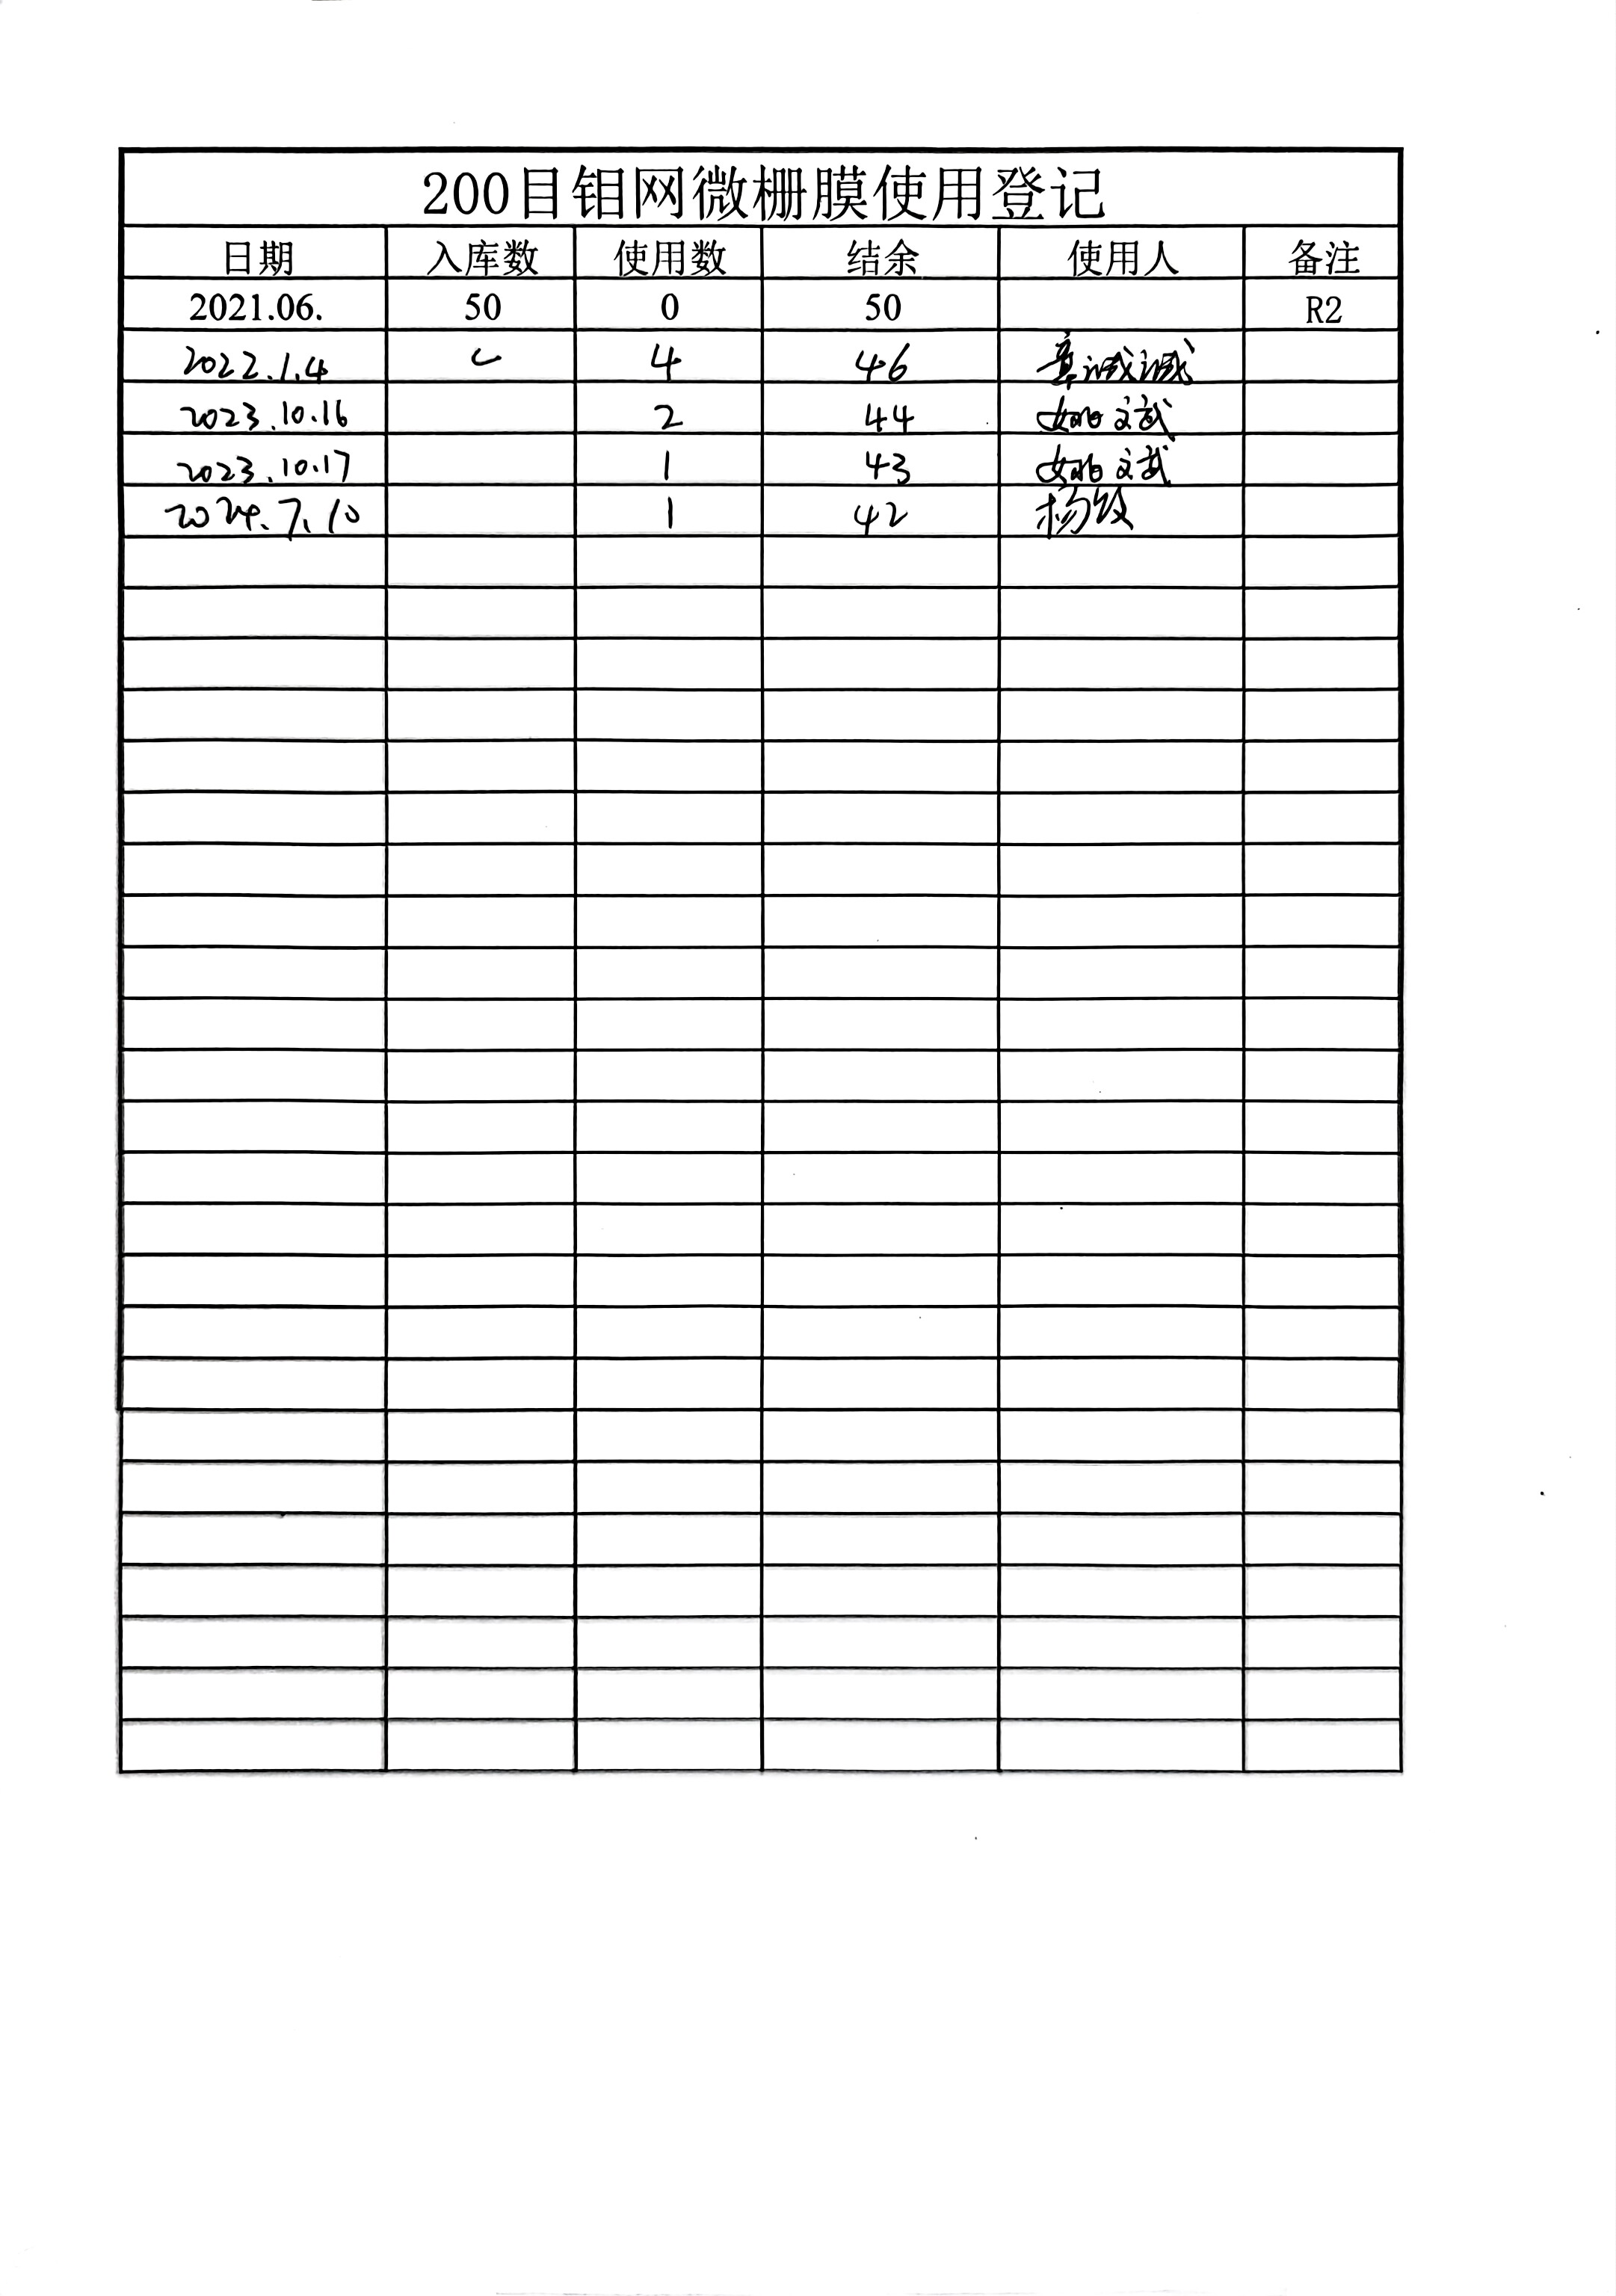 200目钼网微栅膜使用登记
日期 入库数 使用数 结余 使用人 备注
2021.06. 50 0 50 R2
2022.1.4 4 46 章诚诚
2023.10.16 2 44 姚文斌
2023.10.17 1 43 姚文斌
2024.7.10 1 42 杨